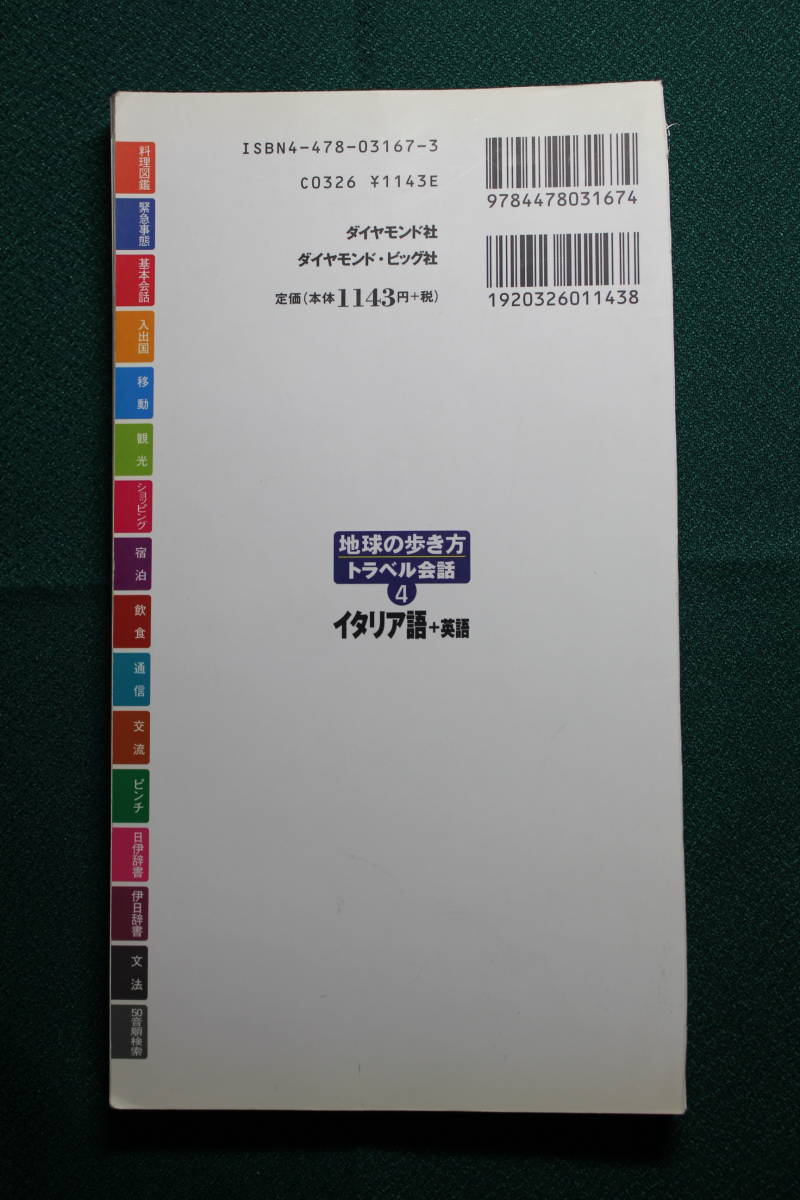 ISBN4-478-03167-3
C0326 ¥1143E
ダイヤモンド社
ダイヤモンド・ビッグ社
定価(本体1143円+税)
9784478031674
1920326011438
料理図鑑
緊急事態
基本会話
入出国
移動
観光
ショッピング
宿泊
飲食
通信
交流
ピンチ
日伊辞書
伊日辞書
文法
50音順検索
地球の歩き方
トラベル会話
4
イタリア語+英語